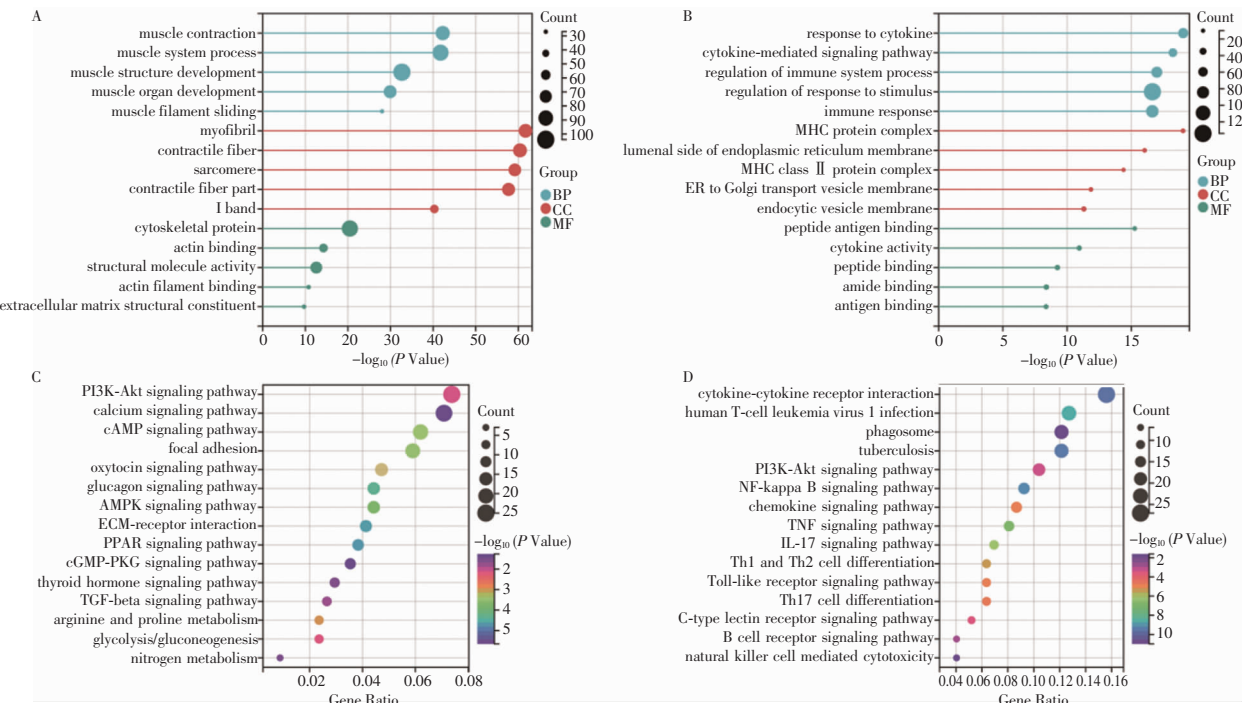 A
muscle contraction
muscle system process
muscle structure development
muscle organ development
muscle filament sliding
myofibril
contractile fiber
sarcomere
contractile fiber part
I band
cytoskeletal protein
actin binding
structural molecule activity
actin filament binding
extracellular matrix structural constituent
0 10 20 30 40 50 60
−log₁₀ (P Value)
Count
30
40
50
60
70
80
90
100
Group
BP
CC
MF
B
response to cytokine
cytokine-mediated signaling pathway
regulation of immune system process
regulation of response to stimulus
immune response
MHC protein complex
lumenal side of endoplasmic reticulum membrane
MHC class Ⅱ protein complex
ER to Golgi transport vesicle membrane
endocytic vesicle membrane
peptide antigen binding
cytokine activity
peptide binding
amide binding
antigen binding
0 5 10 15
−log₁₀ (P Value)
Count
20
40
60
80
10
12
Group
BP
CC
MF
C
PI3K-Akt signaling pathway
calcium signaling pathway
cAMP signaling pathway
focal adhesion
oxytocin signaling pathway
glucagon signaling pathway
AMPK signaling pathway
ECM-receptor interaction
PPAR signaling pathway
cGMP-PKG signaling pathway
thyroid hormone signaling pathway
TGF-beta signaling pathway
arginine and proline metabolism
glycolysis/gluconeogenesis
nitrogen metabolism
0.02 0.04 0.06 0.08
Gene Ratio
Count
5
10
15
20
25
−log₁₀ (P Value)
2
3
4
5
D
cytokine-cytokine receptor interaction
human T-cell leukemia virus 1 infection
phagosome
tuberculosis
PI3K-Akt signaling pathway
NF-kappa B signaling pathway
chemokine signaling pathway
TNF signaling pathway
IL-17 signaling pathway
Th1 and Th2 cell differentiation
Toll-like receptor signaling pathway
Th17 cell differentiation
C-type lectin receptor signaling pathway
B cell receptor signaling pathway
natural killer cell mediated cytotoxicity
0.04 0.06 0.08 0.10 0.12 0.14 0.16
Gene Ratio
Count
10
15
20
25
−log₁₀ (P Value)
2
4
6
8
10